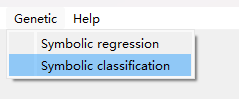 Genetic Help
Symbolic regression
Symbolic classification